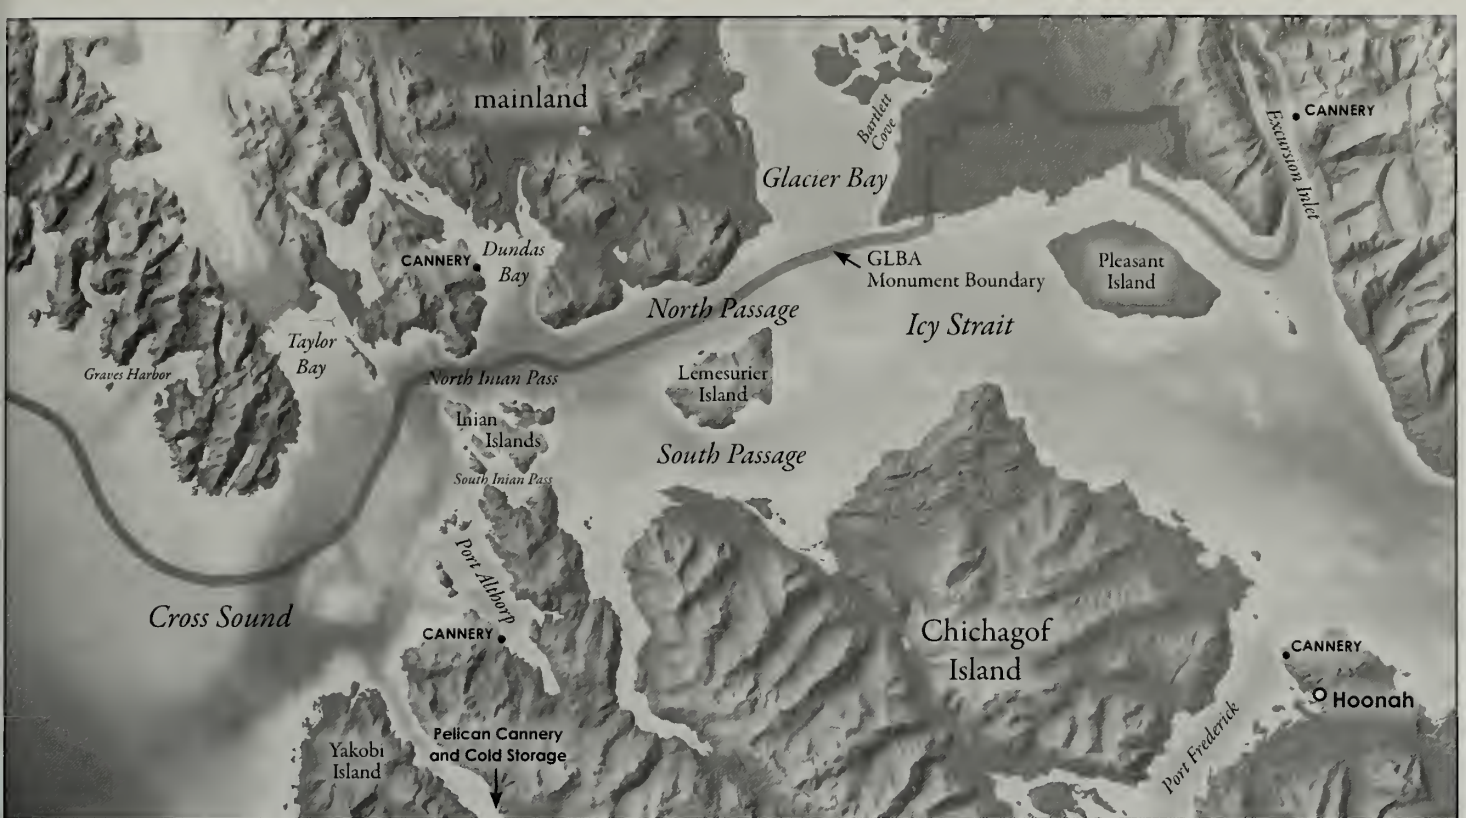 mainland
Bartlett
Cove
Excursion Inlet
CANNERY
Glacier Bay
CANNERY
Dundas
Bay
GLBA
Monument Boundary
Pleasant
Island
North Passage
Icy Strait
Taylor
Bay
Graves Harbor
North Inian Pass
Lemesurier
Island
Inian
Islands
South Passage
South Inian Pass
Port Althorp
Cross Sound
CANNERY
Chichagof
Island
CANNERY
Hoonah
Port Frederick
Pelican Cannery
and Cold Storage
Yakobi
Island